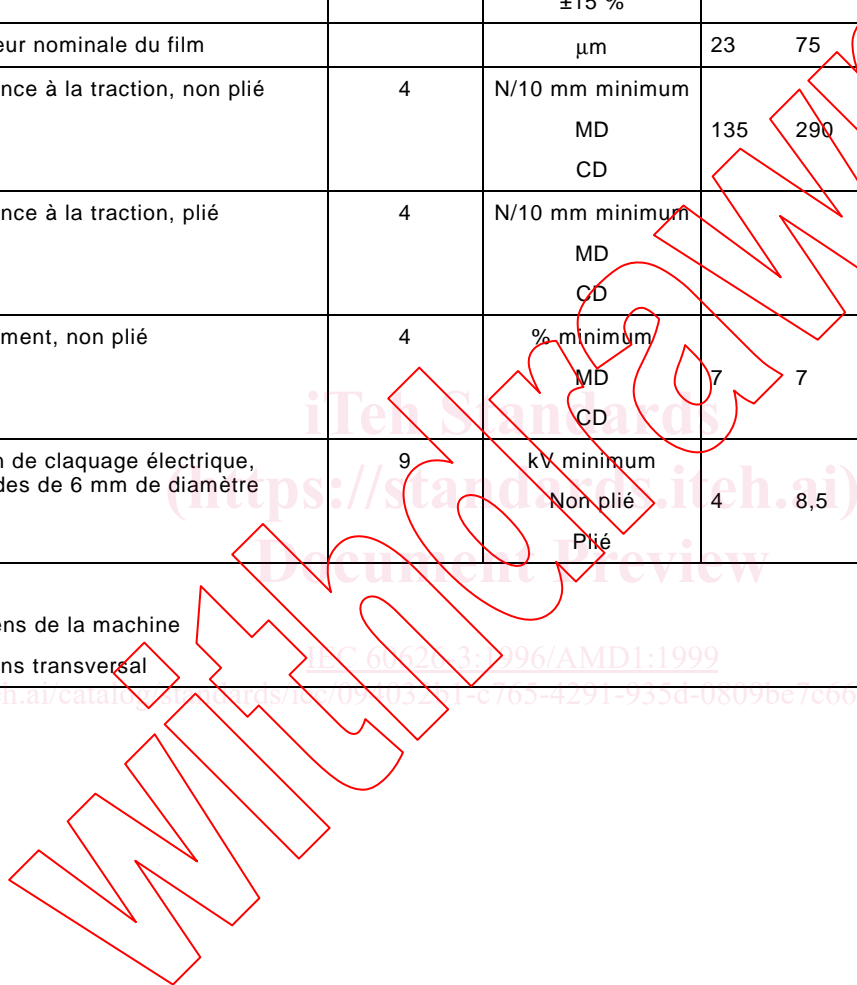 ±15 %
eur nominale du film µm 23 75
nce à la traction, non plié 4 N/10 mm minimum
MD 135 290
CD
nce à la traction, plié 4 N/10 mm minimum
MD
CD
ment, non plié 4 % minimum
MD 7 7
CD
n de claquage électrique, 9 kV minimum
des de 6 mm de diamètre
Non plié 4 8,5
Plié
ens de la machine
ns transversal
iTeh Standards
(https://standards.iteh.ai)
Document Preview
IEC 60626-3:1996/AMD1:1999
withdrawn